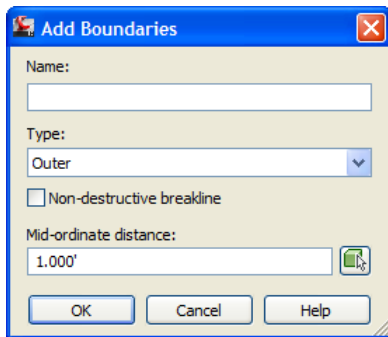 Add Boundaries
Name:
Type:
Outer
Non-destructive breakline
Mid-ordinate distance:
1.000'
OK Cancel Help